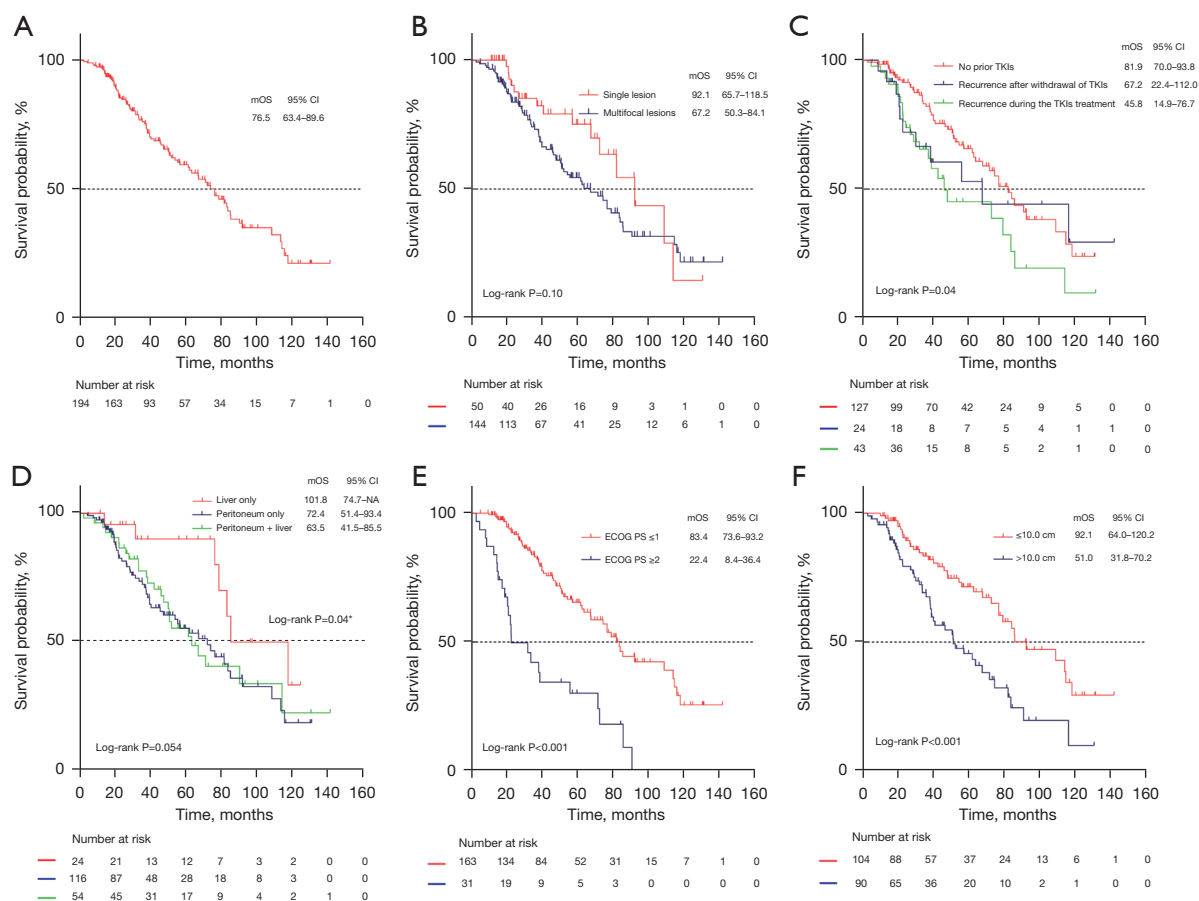 A
mOS 95% CI
76.5 63.4–89.6
Survival probability, %
100
50
0
0 20 40 60 80 100 120 140 160
Time, months
Number at risk
194 163 93 57 34 15 7 1 0
B
mOS 95% CI
Single lesion 92.1 65.7–118.5
Multifocal lesions 67.2 50.3–84.1
Survival probability, %
100
50
0
Log-rank P=0.10
0 20 40 60 80 100 120 140 160
Time, months
Number at risk
50 40 26 16 9 3 1 0 0
144 113 67 41 25 12 6 1 0
C
mOS 95% CI
No prior TKIs 81.9 70.0–93.8
Recurrence after withdrawal of TKIs 67.2 22.4–112.0
Recurrence during the TKIs treatment 45.8 14.9–76.7
Survival probability, %
100
50
0
Log-rank P=0.04
0 20 40 60 80 100 120 140 160
Time, months
Number at risk
127 99 70 42 24 9 5 0 0
24 18 8 7 5 4 1 1 0
43 36 15 8 5 2 1 0 0
D
mOS 95% CI
Liver only 101.8 74.7–NA
Peritoneum only 72.4 51.4–93.4
Peritoneum + liver 63.5 41.5–85.5
Survival probability, %
100
50
0
Log-rank P=0.04*
Log-rank P=0.054
0 20 40 60 80 100 120 140 160
Time, months
Number at risk
24 21 13 12 7 3 2 0 0
116 87 48 28 18 8 3 0 0
54 45 31 17 9 4 2 1 0
E
mOS 95% CI
ECOG PS ≤1 83.4 73.6–93.2
ECOG PS ≥2 22.4 8.4–36.4
Survival probability, %
100
50
0
Log-rank P<0.001
0 20 40 60 80 100 120 140 160
Time, months
Number at risk
163 134 84 52 31 15 7 1 0
31 19 9 5 3 0 0 0 0
F
mOS 95% CI
≤10.0 cm 92.1 64.0–120.2
>10.0 cm 51.0 31.8–70.2
Survival probability, %
100
50
0
Log-rank P<0.001
0 20 40 60 80 100 120 140 160
Time, months
Number at risk
104 88 57 37 24 13 6 1 0
90 65 36 20 10 2 1 0 0